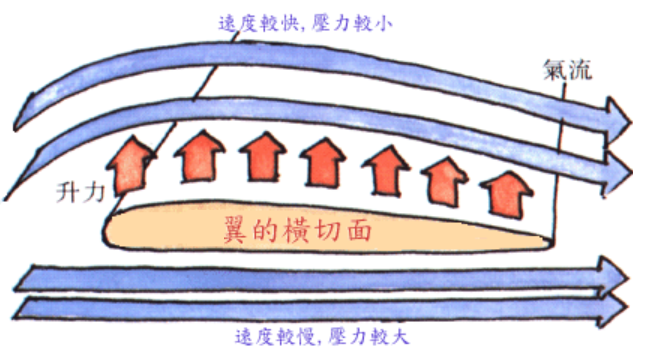 速度較快, 壓力較小
氣流
升力
翼的橫切面
速度較慢, 壓力較大